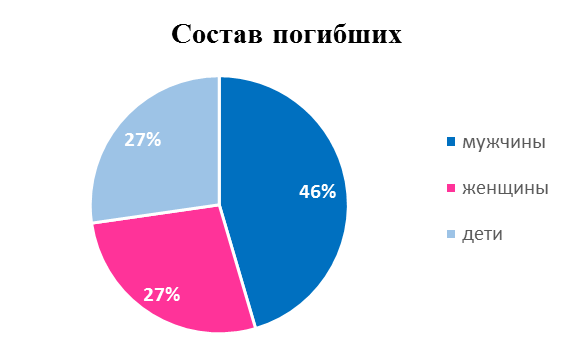 Состав погибших
27%
46%
27%
мужчины
женщины
дети